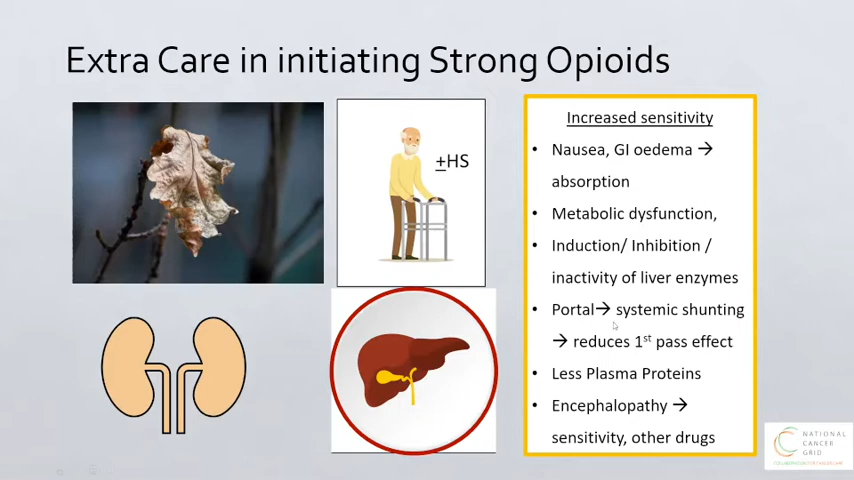 Extra Care in initiating Strong Opioids
±HS
Increased sensitivity
• Nausea, GI oedema →
absorption
• Metabolic dysfunction,
• Induction/ Inhibition /
inactivity of liver enzymes
• Portal→ systemic shunting
→ reduces 1st pass effect
• Less Plasma Proteins
• Encephalopathy →
sensitivity, other drugs
NATIONAL
CANCER
GRID